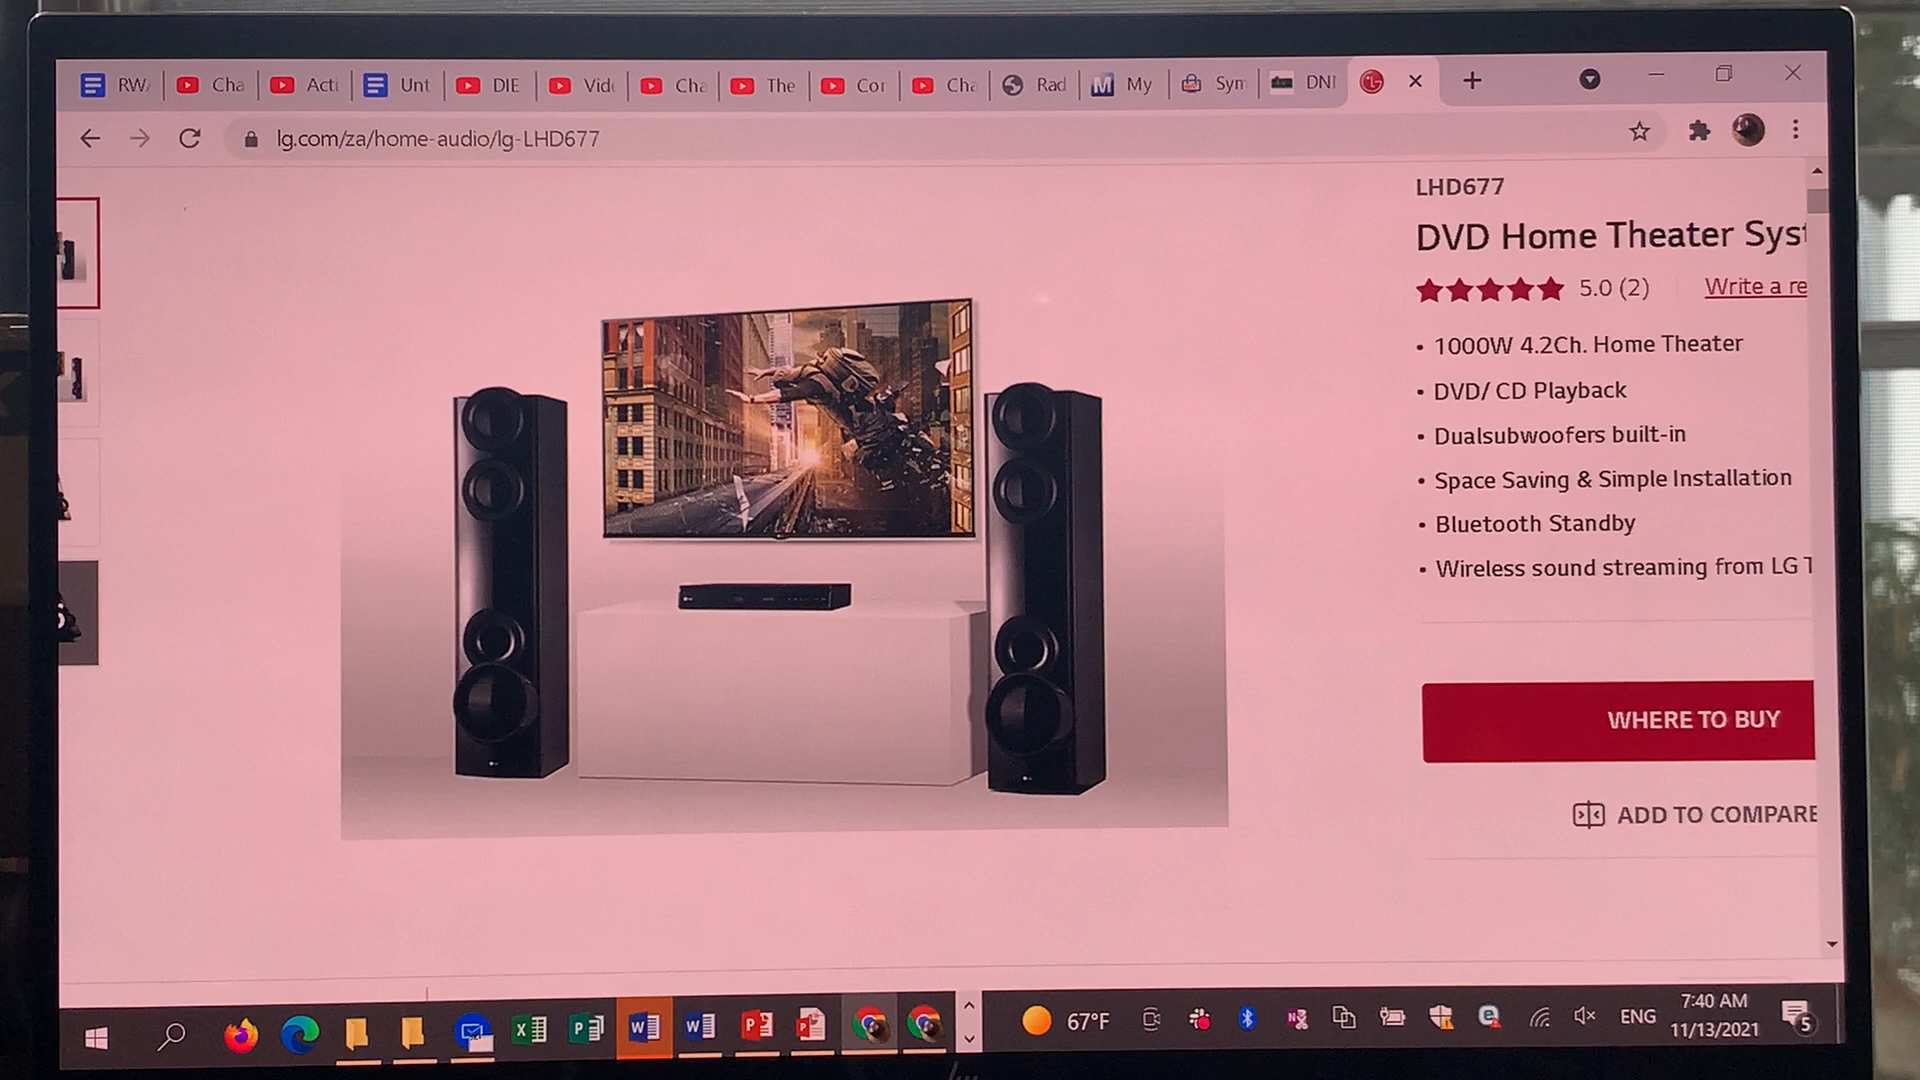 RW
Cha
Acti
Unt
DIE
Vide
Cha
The
Cor
Cha
Rad
My
Sym
DNI
lg.com/za/home-audio/lg-LHD677
LHD677
DVD Home Theater Syst
5.0 (2)
Write a re
• 1000W 4.2Ch. Home Theater
• DVD/ CD Playback
• Dualsubwoofers built-in
• Space Saving & Simple Installation
• Bluetooth Standby
• Wireless sound streaming from LG T
WHERE TO BUY
ADD TO COMPARE
67°F
ENG
7:40 AM
11/13/2021
5